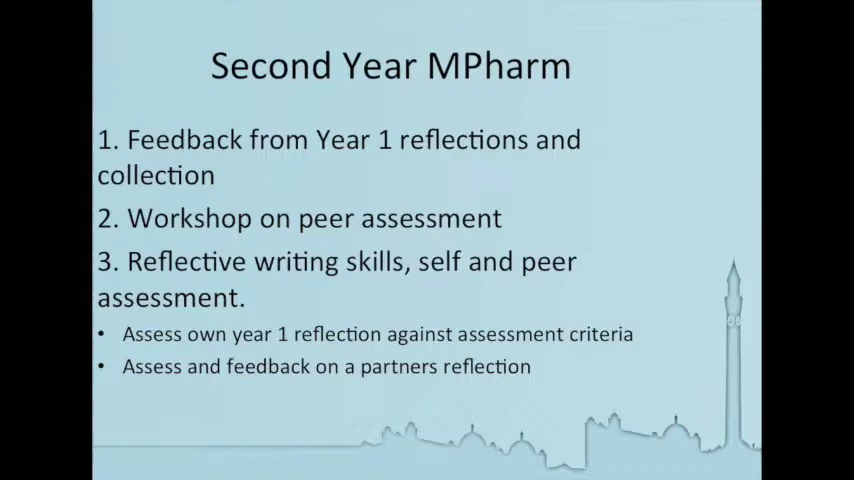 Second Year MPharm
1. Feedback from Year 1 reflections and
collection
2. Workshop on peer assessment
3. Reflective writing skills, self and peer
assessment.
• Assess own year 1 reflection against assessment criteria
• Assess and feedback on a partners reflection